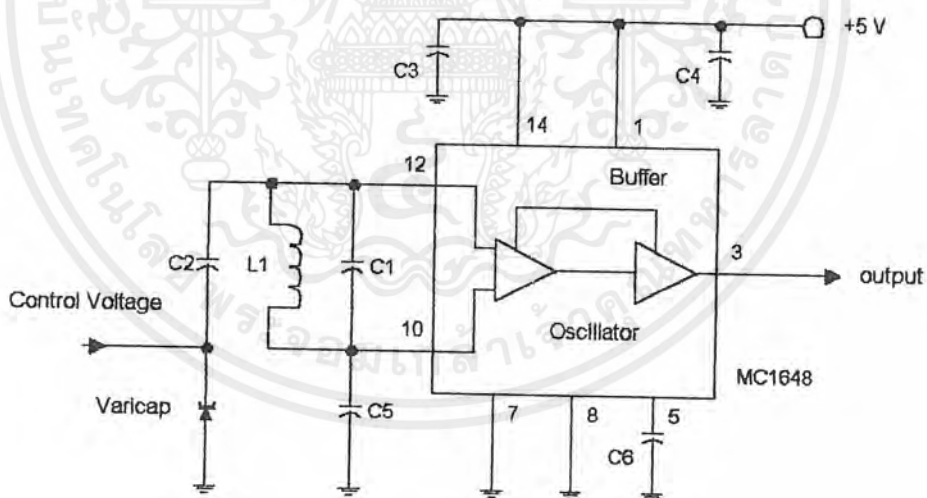 +5 V
C3
C4
14
1
12
Buffer
C2
L1
C1
3
output
Control Voltage
10
Oscillator
MC1648
Varicap
C5
7
8
5
C6